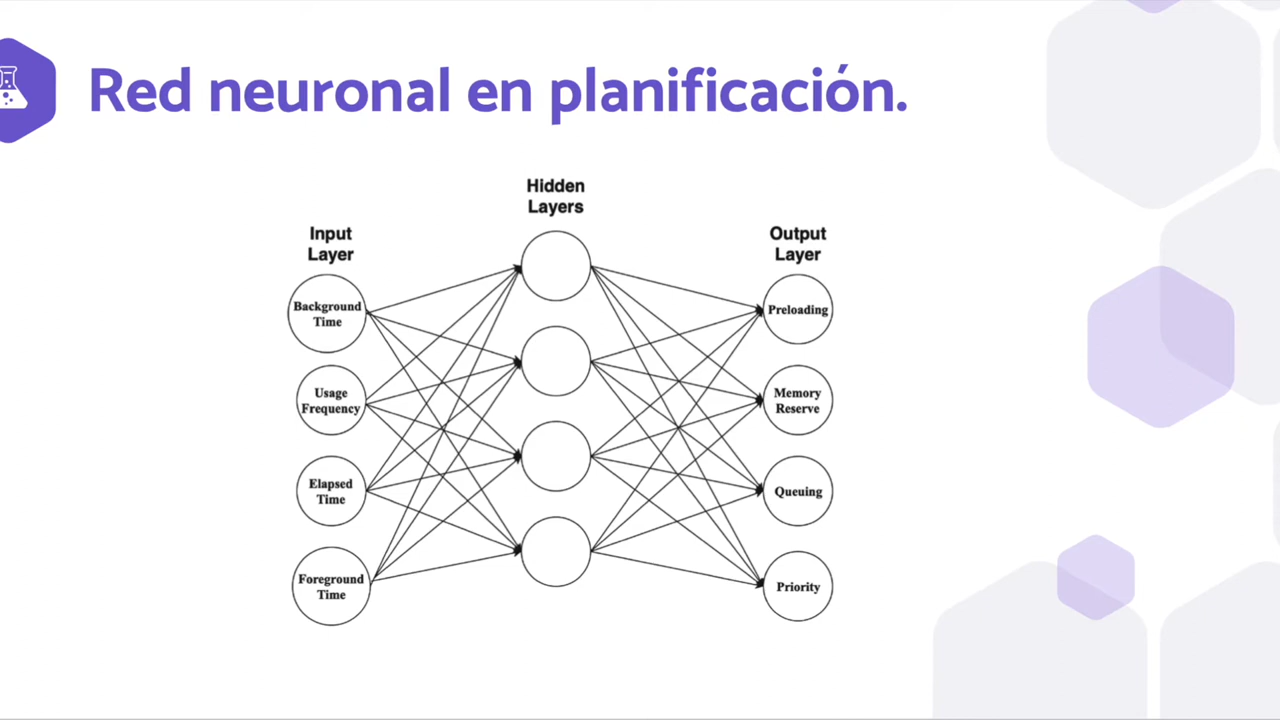 Red neuronal en planificación.
Hidden
Layers
Input
Layer
Output
Layer
Background
Time
Preloading
Usage
Frequency
Memory
Reserve
Elapsed
Time
Queuing
Foreground
Time
Priority